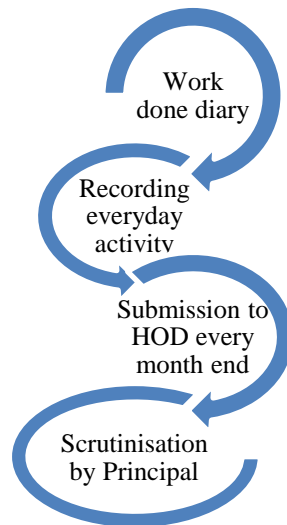 Work
done diary
Recording
everyday
activity
Submission to
HOD every
month end
Scrutinisation
by Principal